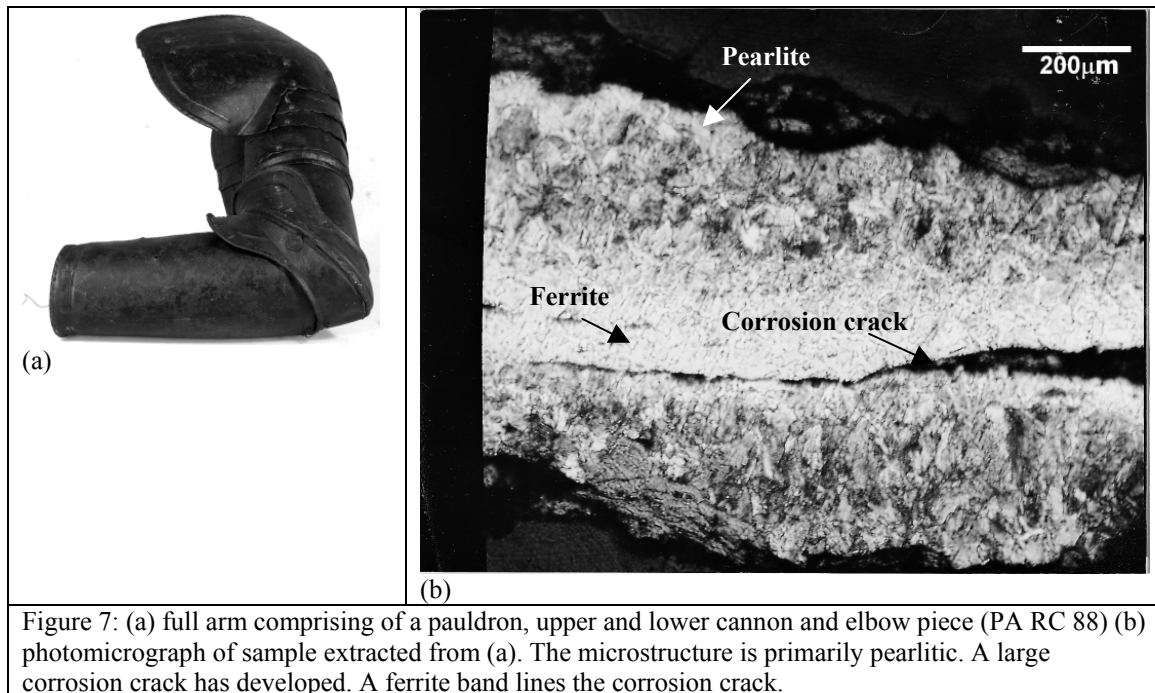 (a)
Pearlite
200μm
Ferrite
Corrosion crack
(b)
Figure 7: (a) full arm comprising of a pauldron, upper and lower cannon and elbow piece (PA RC 88) (b)
photomicrograph of sample extracted from (a). The microstructure is primarily pearlitic. A large
corrosion crack has developed. A ferrite band lines the corrosion crack.